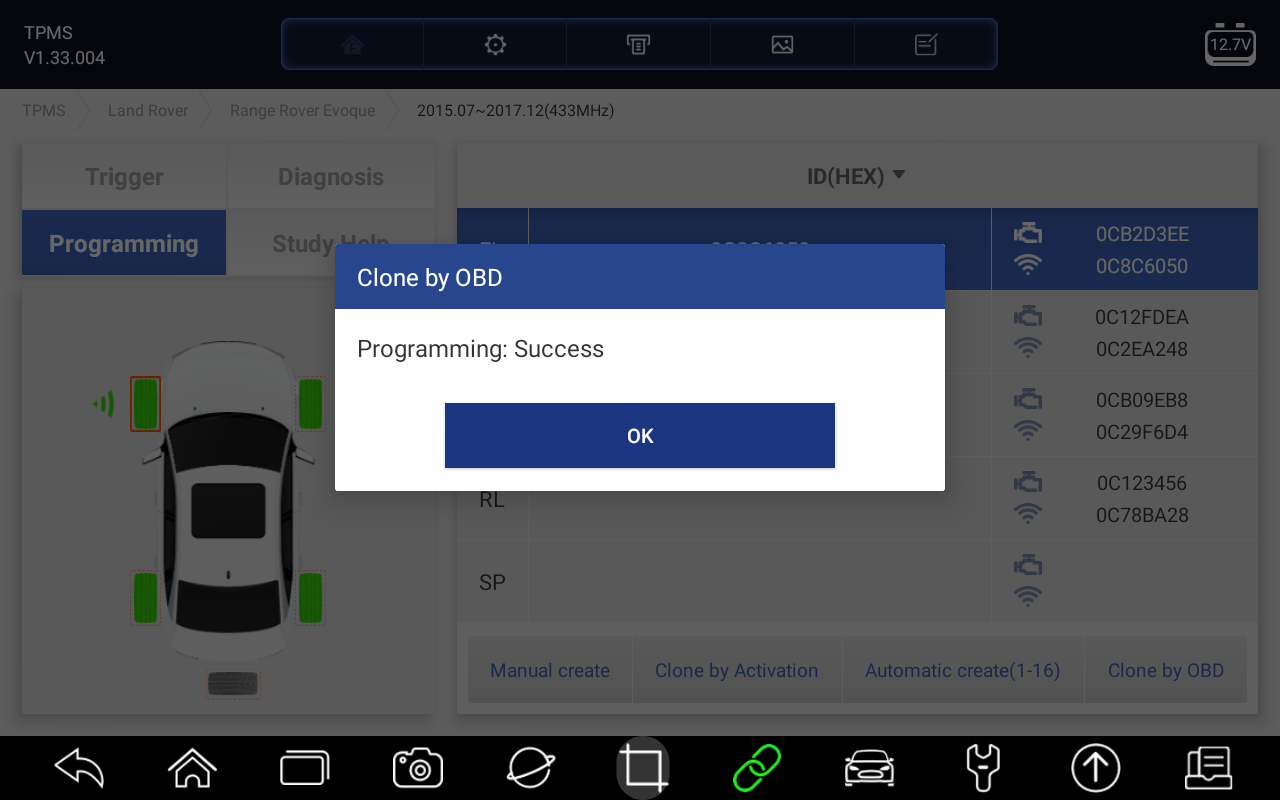 TPMS
V1.33.004
12.7V
TPMS
Land Rover
Range Rover Evoque
2015.07~2017.12(433MHz)
Trigger
Diagnosis
Programming
ID(HEX)
0CB2D3EE
0C8C6050
0C12FDEA
0C2EA248
0CB09EB8
0C29F6D4
RL
0C123456
0C78BA28
SP
Clone by OBD
Programming: Success
OK
Manual create
Clone by Activation
Automatic create(1-16)
Clone by OBD